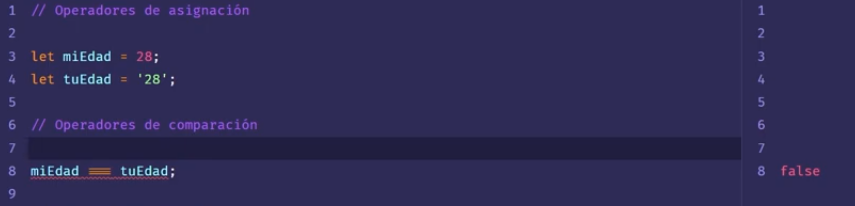 1 // Operadores de asignación
2
3 let miEdad = 28;
4 let tuEdad = '28';
5
6 // Operadores de comparación
7
8 miEdad === tuEdad;
9
1
2
3
4
5
6
7
8 false